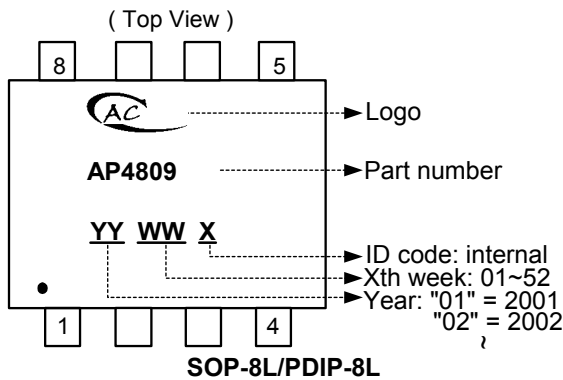 ( Top View )
8 5
AC
Logo
AP4809
Part number
YY WW X
ID code: internal
Xth week: 01~52
Year: "01" = 2001
"02" = 2002
~
1 4
SOP-8L/PDIP-8L